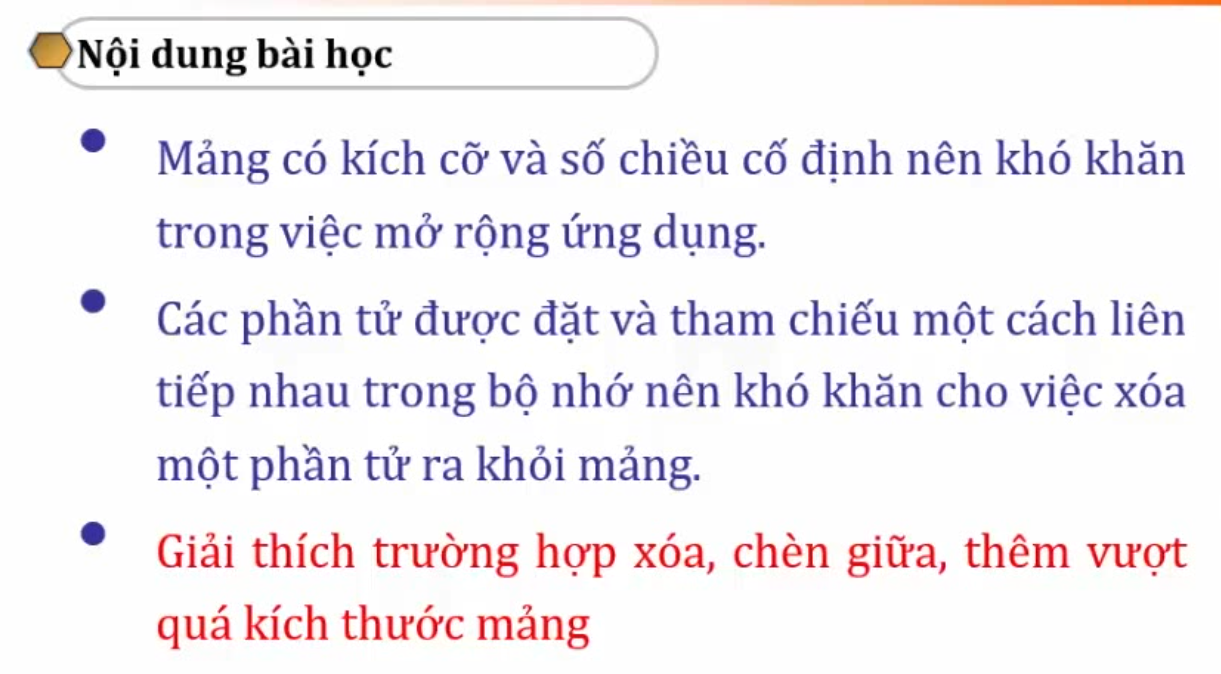 Nội dung bài học
Mảng có kích cỡ và số chiều cố định nên khó khăn
trong việc mở rộng ứng dụng.
Các phần tử được đặt và tham chiếu một cách liên
tiếp nhau trong bộ nhớ nên khó khăn cho việc xóa
một phần tử ra khỏi mảng.
Giải thích trường hợp xóa, chèn giữa, thêm vượt
quá kích thước mảng